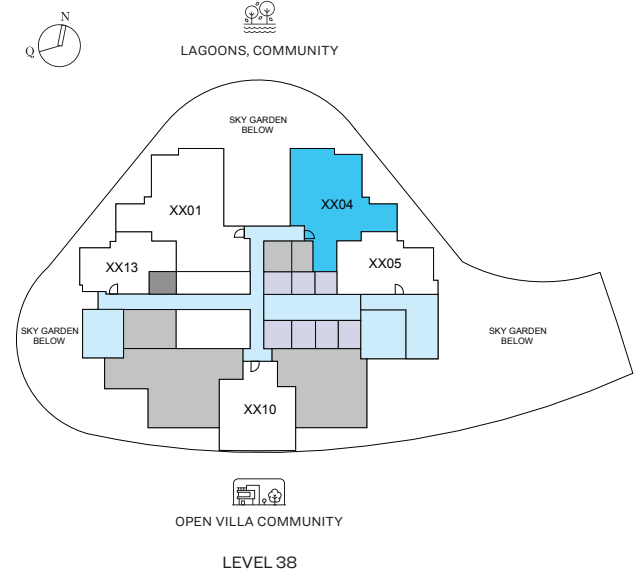 N
Q
LAGOONS, COMMUNITY
SKY GARDEN
BELOW
XX01
XX04
XX13
XX05
SKY GARDEN
BELOW
SKY GARDEN
BELOW
XX10
OPEN VILLA COMMUNITY
LEVEL 38